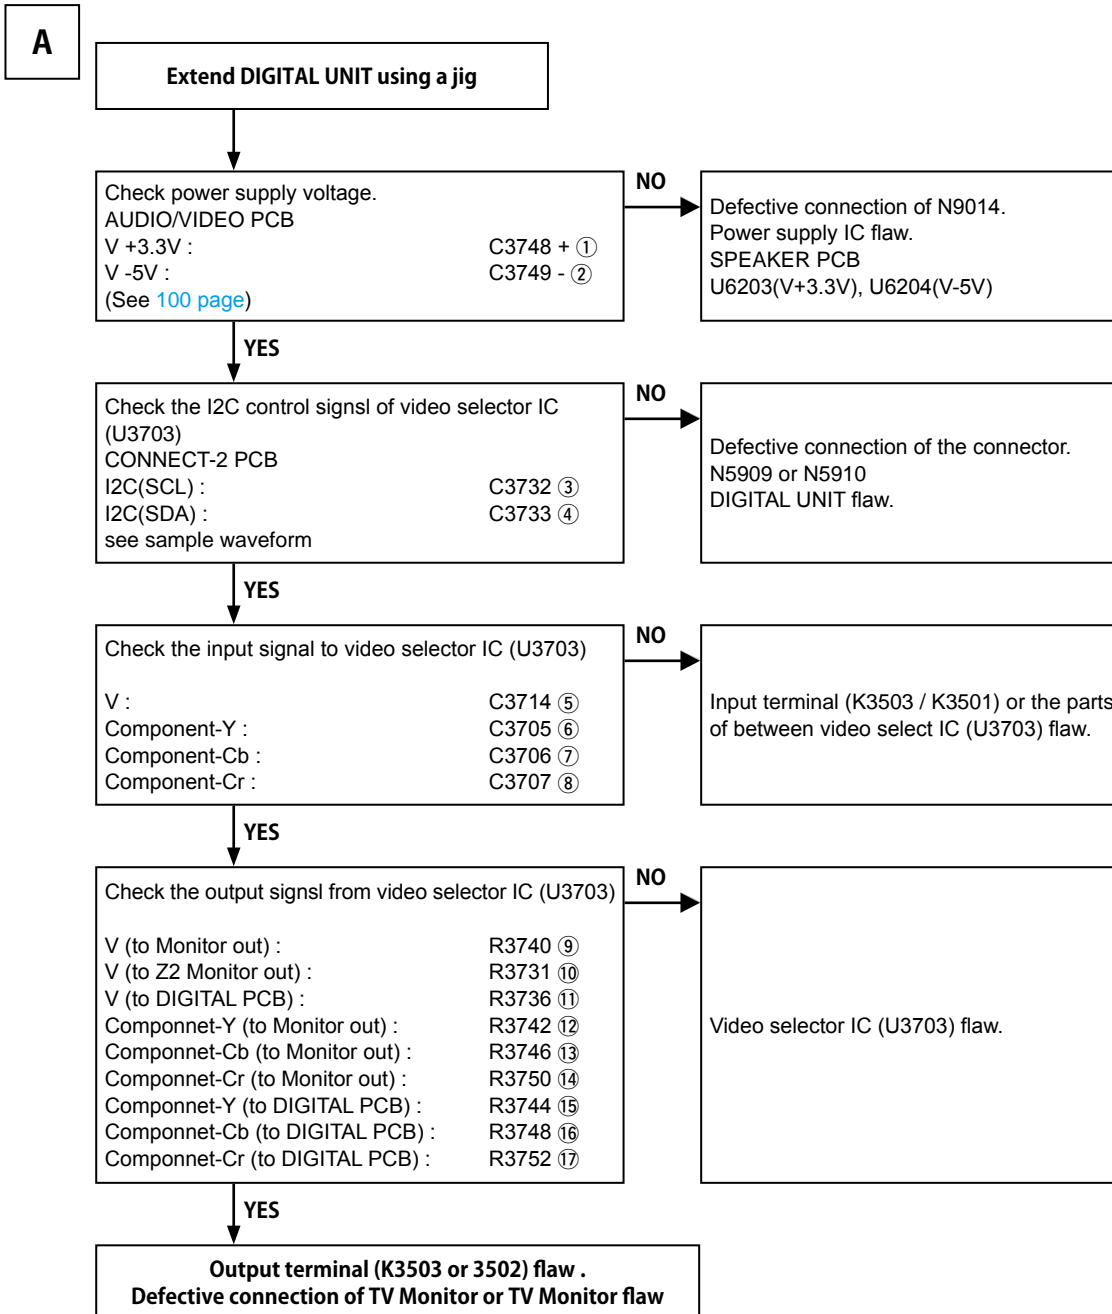 A
Extend DIGITAL UNIT using a jig
Check power supply voltage.
AUDIO/VIDEO PCB
V +3.3V : C3748 + ①
V -5V : C3749 - ②
(See 100 page)
NO
Defective connection of N9014.
Power supply IC flaw.
SPEAKER PCB
U6203(V+3.3V), U6204(V-5V)
YES
Check the I2C control signsl of video selector IC
(U3703)
CONNECT-2 PCB
I2C(SCL) : C3732 ③
I2C(SDA) : C3733 ④
see sample waveform
NO
Defective connection of the connector.
N5909 or N5910
DIGITAL UNIT flaw.
YES
Check the input signal to video selector IC (U3703)
V : C3714 ⑤
Component-Y : C3705 ⑥
Component-Cb : C3706 ⑦
Component-Cr : C3707 ⑧
NO
Input terminal (K3503 / K3501) or the parts
of between video select IC (U3703) flaw.
YES
Check the output signsl from video selector IC (U3703)
V (to Monitor out) : R3740 ⑨
V (to Z2 Monitor out) : R3731 ⑩
V (to DIGITAL PCB) : R3736 ⑪
Componnet-Y (to Monitor out) : R3742 ⑫
Componnet-Cb (to Monitor out) : R3746 ⑬
Componnet-Cr (to Monitor out) : R3750 ⑭
Componnet-Y (to DIGITAL PCB) : R3744 ⑮
Componnet-Cb (to DIGITAL PCB) : R3748 ⑯
Componnet-Cr (to DIGITAL PCB) : R3752 ⑰
NO
Video selector IC (U3703) flaw.
YES
Output terminal (K3503 or 3502) flaw .
Defective connection of TV Monitor or TV Monitor flaw